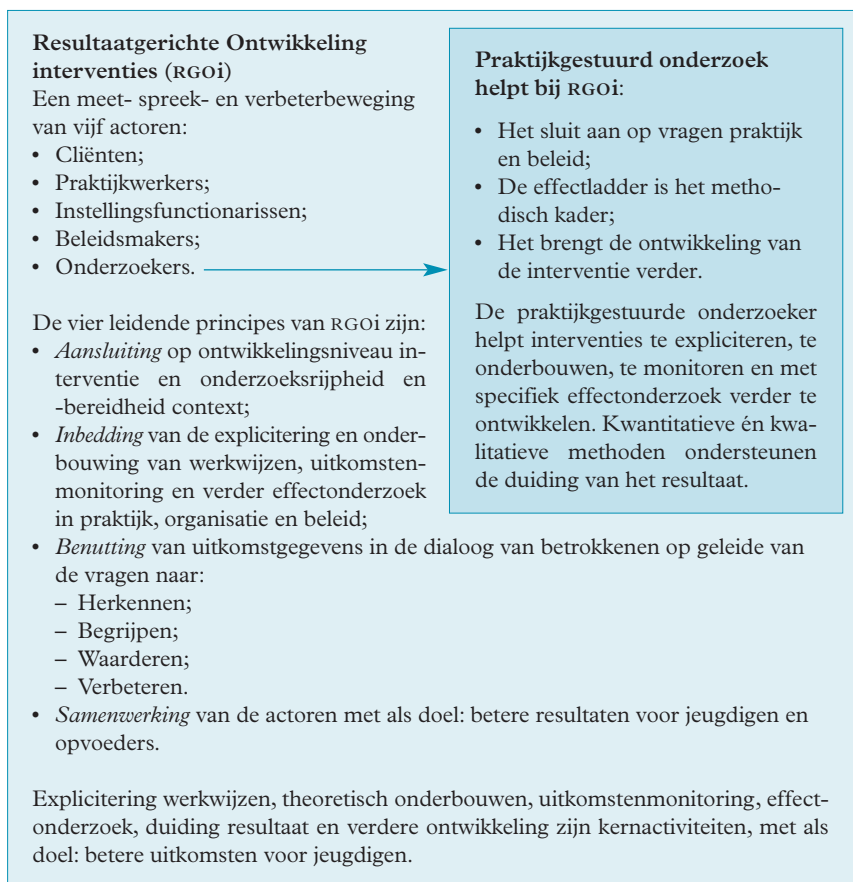 Resultaatgerichte Ontwikkeling
interventies (RGOi)
Een meet- spreek- en verbeterbeweging
van vijf actoren:
• Cliënten;
• Praktijkwerkers;
• Instellingsfunctionarissen;
• Beleidsmakers;
• Onderzoekers.
De vier leidende principes van RGOi zijn:
• Aansluiting op ontwikkelingsniveau in-
terventie en onderzoeksrijpheid en
-bereidheid context;
• Inbedding van de explicitering en onder-
bouwing van werkwijzen, uitkomsten-
monitoring en verder effectonderzoek
in praktijk, organisatie en beleid;
• Benutting van uitkomstgegevens in de dialoog van betrokkenen op geleide van
de vragen naar:
– Herkennen;
– Begrijpen;
– Waarderen;
– Verbeteren.
• Samenwerking van de actoren met als doel: betere resultaten voor jeugdigen en
opvoeders.
Explicitering werkwijzen, theoretisch onderbouwen, uitkomstenmonitoring, effect-
onderzoek, duiding resultaat en verdere ontwikkeling zijn kernactiviteiten, met als
doel: betere uitkomsten voor jeugdigen.
Praktijkgestuurd onderzoek
helpt bij RGOi:
• Het sluit aan op vragen praktijk
en beleid;
• De effectladder is het metho-
disch kader;
• Het brengt de ontwikkeling van
de interventie verder.
De praktijkgestuurde onderzoeker
helpt interventies te expliciteren, te
onderbouwen, te monitoren en met
specifiek effectonderzoek verder te
ontwikkelen. Kwantitatieve én kwa-
litatieve methoden ondersteunen
de duiding van het resultaat.